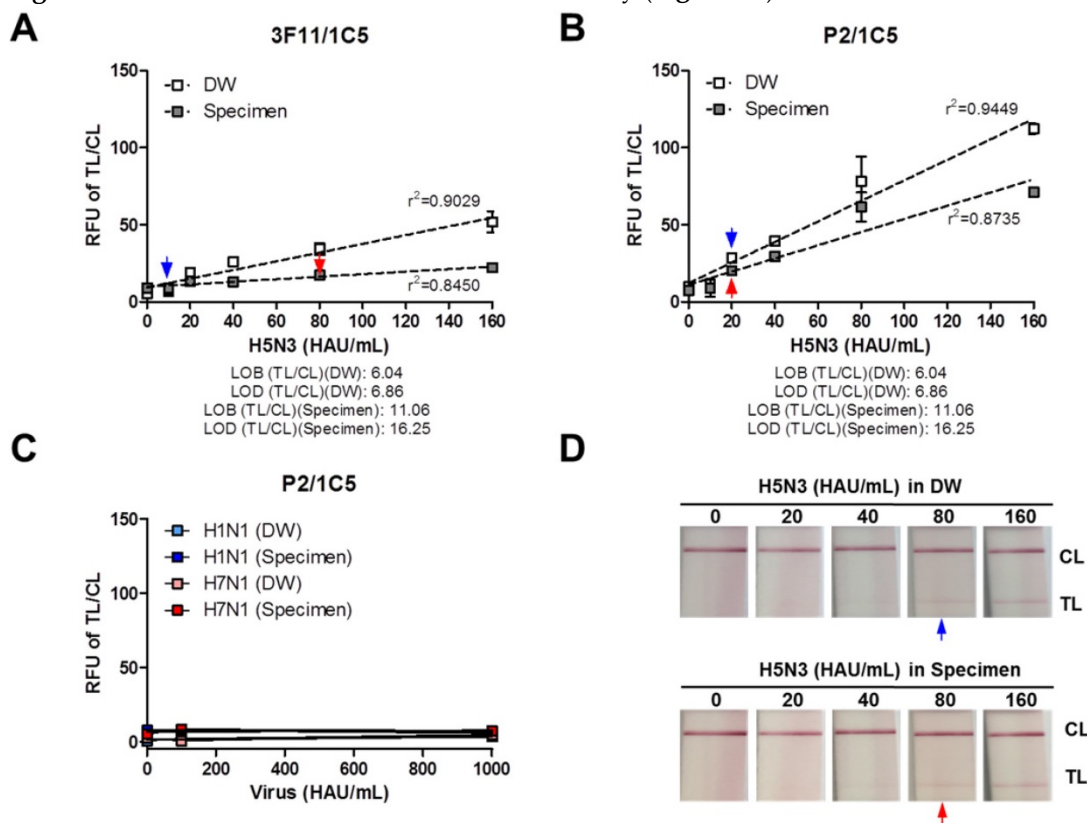 A
3F11/1C5
150
100
50
0
RFU of TL/CL
DW
Specimen
r²=0.9029
r²=0.8450
0 20 40 60 80 100 120 140 160
H5N3 (HAU/mL)
LOB (TL/CL)(DW): 6.04
LOD (TL/CL)(DW): 6.86
LOB (TL/CL)(Specimen): 11.06
LOD (TL/CL)(Specimen): 16.25
B
P2/1C5
150
100
50
0
RFU of TL/CL
DW
Specimen
r²=0.9449
r²=0.8735
0 20 40 60 80 100 120 140 160
H5N3 (HAU/mL)
LOB (TL/CL)(DW): 6.04
LOD (TL/CL)(DW): 6.86
LOB (TL/CL)(Specimen): 11.06
LOD (TL/CL)(Specimen): 16.25
C
P2/1C5
150
100
50
0
RFU of TL/CL
H1N1 (DW)
H1N1 (Specimen)
H7N1 (DW)
H7N1 (Specimen)
0 200 400 600 800 1000
Virus (HAU/mL)
D
H5N3 (HAU/mL) in DW
0 20 40 80 160
CL
TL
H5N3 (HAU/mL) in Specimen
0 20 40 80 160
CL
TL